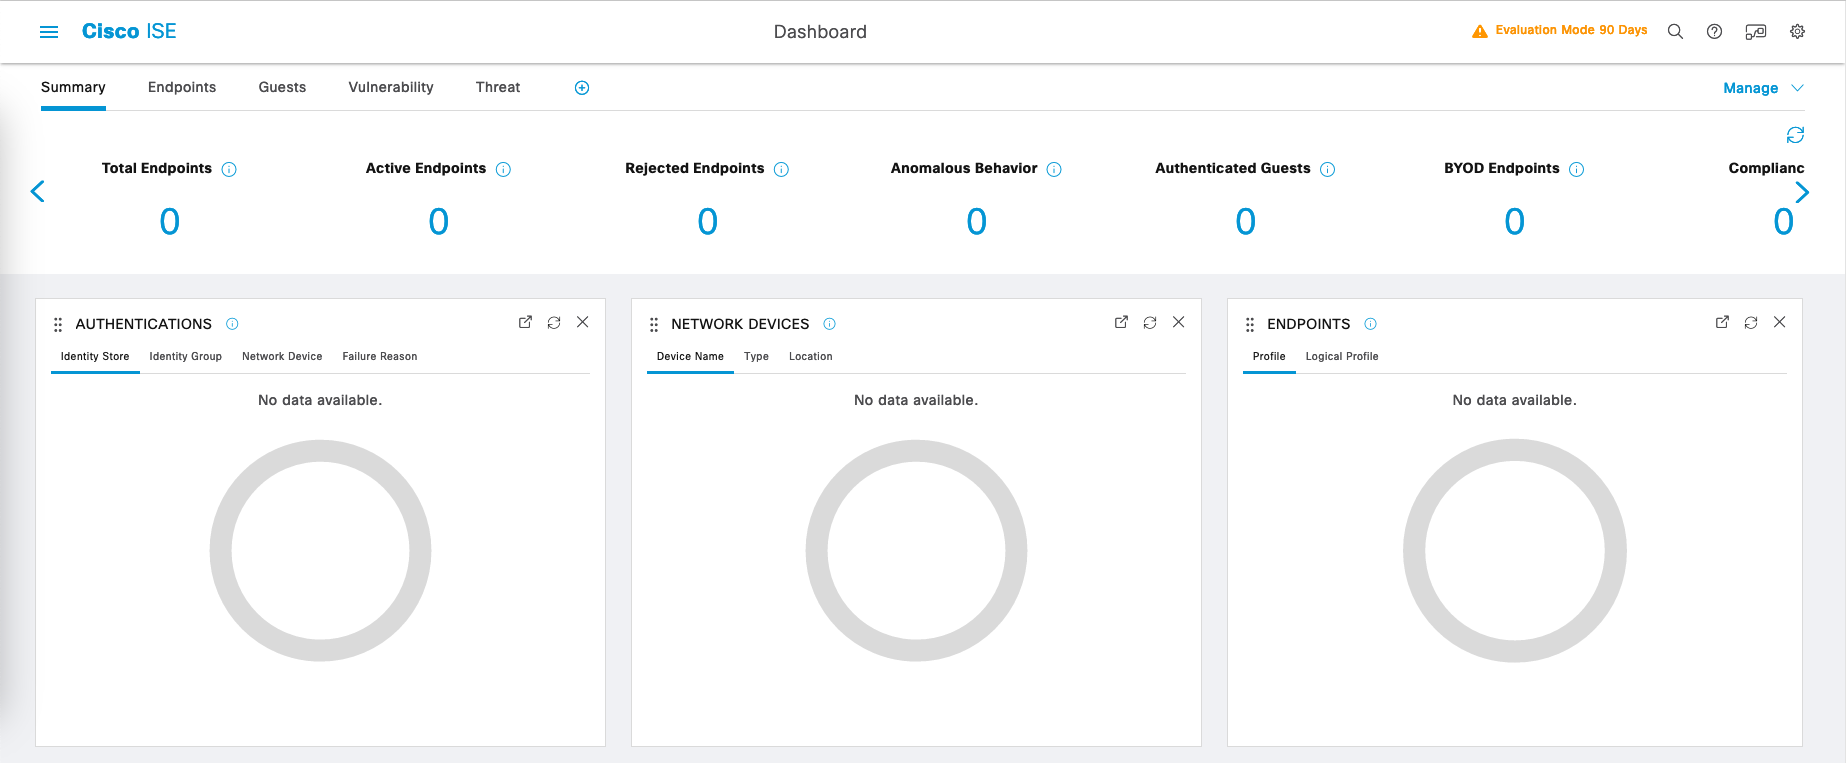 Cisco ISE
Dashboard
Evaluation Mode 90 Days
Summary Endpoints Guests Vulnerability Threat
Manage
Total Endpoints Active Endpoints Rejected Endpoints Anomalous Behavior Authenticated Guests BYOD Endpoints Complianc
0 0 0 0 0 0 0
AUTHENTICATIONS
Identity Store Identity Group Network Device Failure Reason
No data available.
NETWORK DEVICES
Device Name Type Location
No data available.
ENDPOINTS
Profile Logical Profile
No data available.